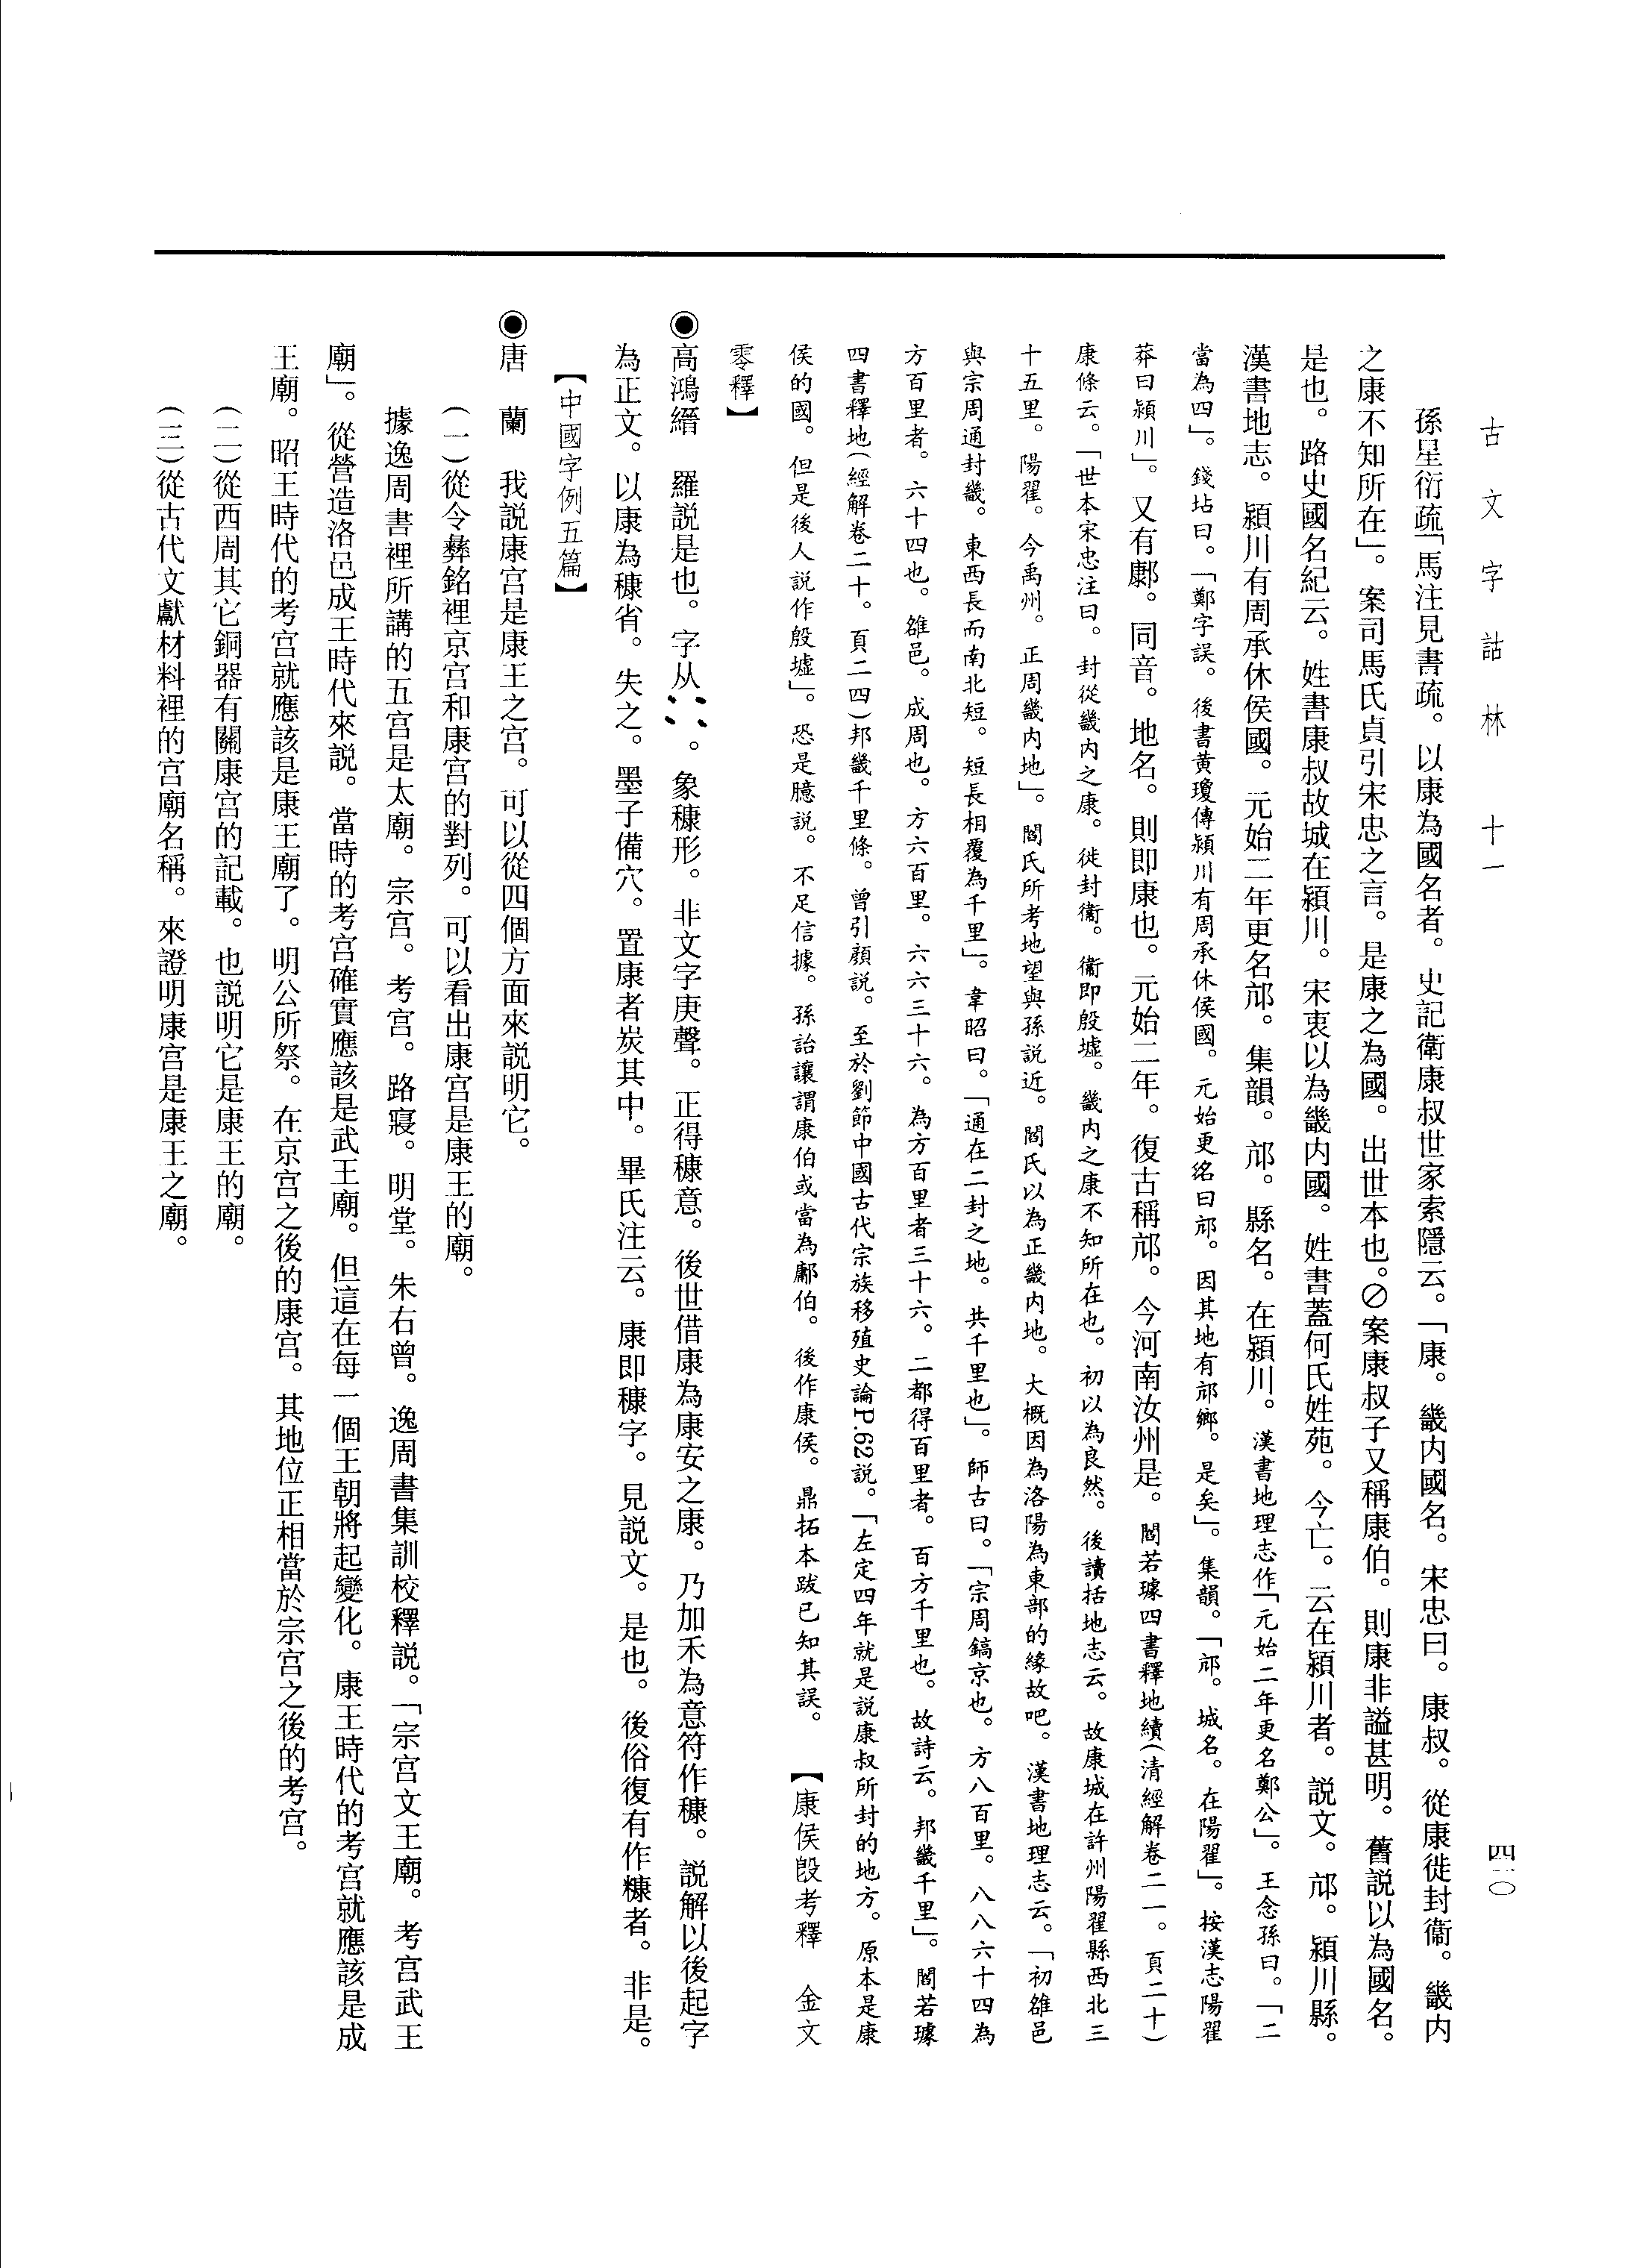 古文字詁林　十一
四一〇
孫星衍疏「馬注見書疏。以康為國名者。史記衛康叔世家索隱云。「康。畿内國名。宋忠曰。康叔。從康徙封衞。畿内
之康不知所在」。案司馬氏貞引宋忠之言。是康之為國。出世本也。⊘案康叔子又稱康伯。則康非謚甚明。舊説以為國名。
是也。路史國名紀云。姓書康叔故城在潁川。宋衷以為畿内國。姓書蓋何氏姓苑。今亡。云在潁川者。説文。邟。潁川縣。
漢書地志。潁川有周承休侯國。元始二年更名邟。集韻。邟。縣名。在潁川。漢書地理志作「元始二年更名鄭公」。王念孫曰。「二
當為四」。錢坫曰。「鄭字誤。後書黄瓊傳潁川有周承休侯國。元始更名曰邟。因其地有邟鄉。是矣」。集韻。「邟。城名。在陽翟」。按漢志陽翟
莽曰潁川」。又有鄌。同音。地名。則即康也。元始二年。復古稱邟。今河南汝州是。閻若璩四書釋地續(清經解卷二一。頁二十)
康條云。「世本宋忠注曰。封從畿内之康。徙封衞。衞即殷墟。畿内之康不知所在也。初以為良然。後讀括地志云。故康城在許州陽翟縣西北三
十五里。陽翟。今禹州。正周畿内地」。閻氏所考地望與孫説近。閻氏以為正畿内地。大概因為洛陽為東部的緣故吧。漢書地理志云。「初雒邑
與宗周通封畿。東西長而南北短。短長相覆為千里」。韋昭曰。「通在二封之地。共千里也」。師古曰。「宗周鎬京也。方八百里。八八六十四為
方百里者。六十四也。雒邑。成周也。方六百里。六六三十六。為方百里者三十六。二都得百里者。百方千里也。故詩云。邦畿千里」。閻若璩
四書釋地(經解卷二十。頁二四)邦畿千里條。曾引顏説。至於劉節中國古代宗族移殖史論P.62説。「左定四年就是説康叔所封的地方。原本是康
侯的國。但是後人説作殷墟」。恐是臆説。不足信據。孫詒讓謂康伯或當為鄘伯。後作康侯。鼎拓本跋已知其誤。　【康侯𣪘考釋　金文
零釋】
◉高鴻縉　羅説是也。字从⸬。象穅形。非文字庚聲。正得穅意。後世借康為康安之康。乃加禾為意符作穅。説解以後起字
為正文。以康為穅省。失之。墨子備穴。置康者炭其中。畢氏注云。康即穅字。見説文。是也。後俗復有作糠者。非是。
【中國字例五篇】
◉唐　蘭　我説康宫是康王之宫。可以從四個方面來説明它。
(一)從令彝銘裡京宫和康宫的對列。可以看出康宫是康王的廟。
據逸周書裡所講的五宫是太廟。宗宫。考宫。路寢。明堂。朱右曾。逸周書集訓校釋説。「宗宫文王廟。考宫武王
廟」。從營造洛邑成王時代來説。當時的考宫確實應該是武王廟。但這在每一個王朝將起變化。康王時代的考宫就應該是成
王廟。昭王時代的考宫就應該是康王廟了。明公所祭。在京宫之後的康宫。其地位正相當於宗宫之後的考宫。
(二)從西周其它銅器有關康宫的記載。也説明它是康王的廟。
(三)從古代文獻材料裡的宫廟名稱。來證明康宫是康王之廟。